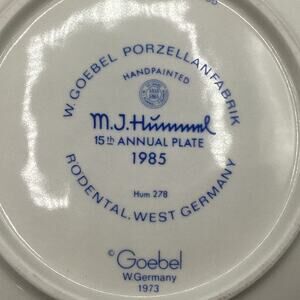 W. GOEBEL PORZELLANFABRIK
HANDPAINTED
M.J. Hummel
15th ANNUAL PLATE
1985
Hum 278
RODENTAL, WEST GERMANY
© Goebel
W.Germany
1973